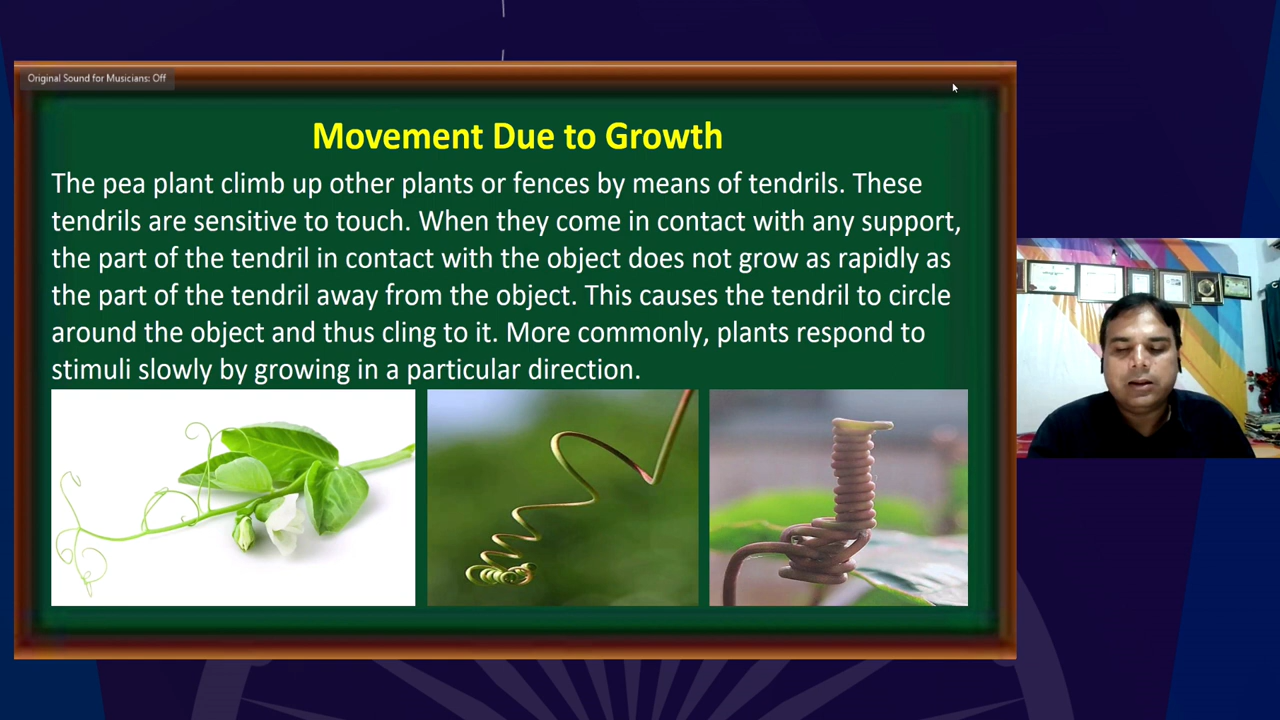 Original Sound for Musicians: Off
Movement Due to Growth
The pea plant climb up other plants or fences by means of tendrils. These
tendrils are sensitive to touch. When they come in contact with any support,
the part of the tendril in contact with the object does not grow as rapidly as
the part of the tendril away from the object. This causes the tendril to circle
around the object and thus cling to it. More commonly, plants respond to
stimuli slowly by growing in a particular direction.